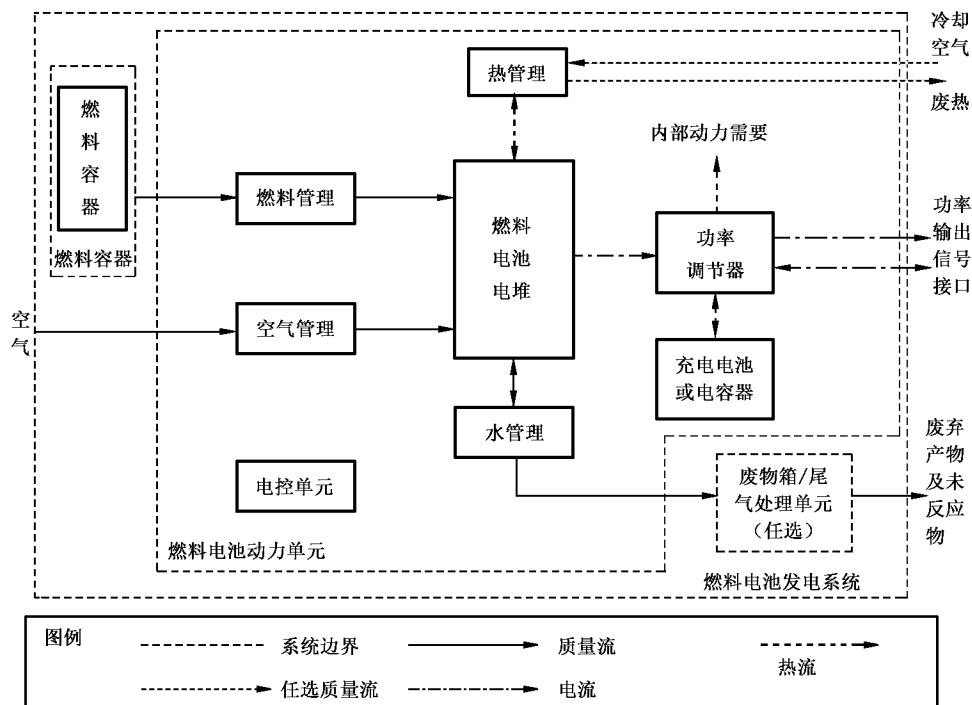 冷却
空气
废热
热管理
内部动力需要
燃
料
容
器
燃料容器
燃料管理
燃料
电池
电堆
功率
调节器
功率
输出
信号
接口
空
气
空气管理
充电电池
或电容器
水管理
电控单元
废物箱/尾
气处理单元
（任选）
废弃
产物
及未
反应
物
燃料电池动力单元
燃料电池发电系统
图例
系统边界
质量流
热流
任选质量流
电流